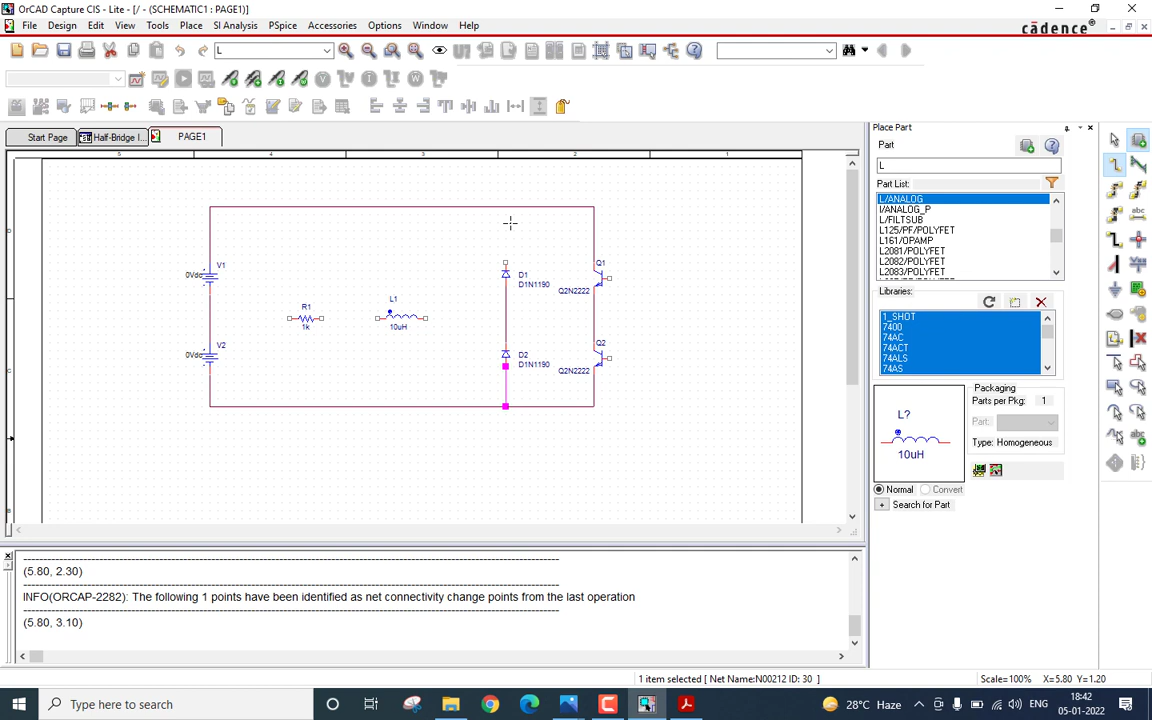 OrCAD Capture CIS - Lite - [/ - (SCHEMATIC1 : PAGE1)]
File Design Edit View Tools Place SI Analysis PSpice Accessories Options Window Help
cādence®
L
Start Page
Half-Bridge I...
PAGE1
5 4 3 2 1
D
C
V1
0Vdc
V2
0Vdc
R1
1k
L1
10uH
D1
D1N1190
D2
D1N1190
Q1
Q2N2222
Q2
Q2N2222
Place Part
Part
L
Part List:
L/ANALOG
l/ANALOG_P
L/FILTSUB
L125/PF/POLYFET
L161/OPAMP
L2081/POLYFET
L2082/POLYFET
L2083/POLYFET
Libraries:
1_SHOT
7400
74AC
74ACT
74ALS
74AS
L?
10uH
Packaging
Parts per Pkg: 1
Part:
Type: Homogeneous
Normal Convert
+ Search for Part
(5.80, 2.30)
INFO(ORCAP-2282): The following 1 points have been identified as net connectivity change points from the last operation
(5.80, 3.10)
1 item selected [ Net Name:N00212 ID: 30 ]
Scale=100% X=5.80 Y=1.20
Type here to search
28°C Haze
ENG
18:42
05-01-2022